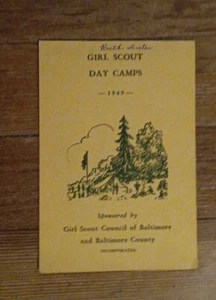 GIRL SCOUT
DAY CAMPS
— 1949 —
Sponsored by
Girl Scout Council of Baltimore
and Baltimore County
INCORPORATED